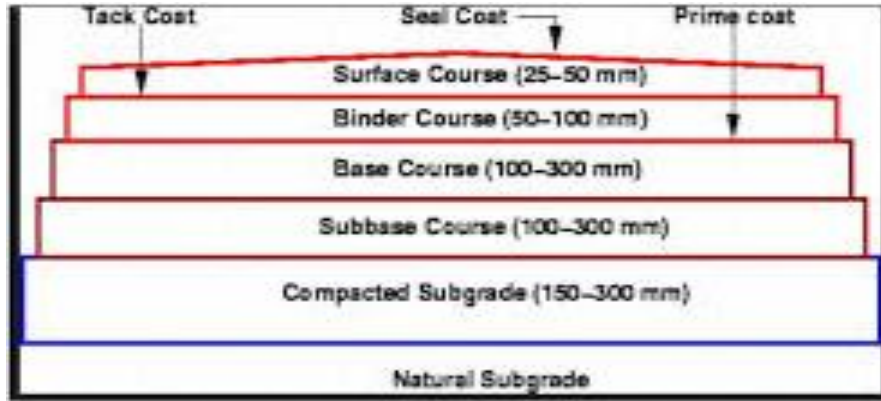 Tack Coat Seal Coat Prime coat
Surface Course (25-50 mm)
Binder Course (50-100 mm)
Base Course (100-300 mm)
Subbase Course (100-300 mm)
Compacted Subgrade (150-300 mm)
Natural Subgrade